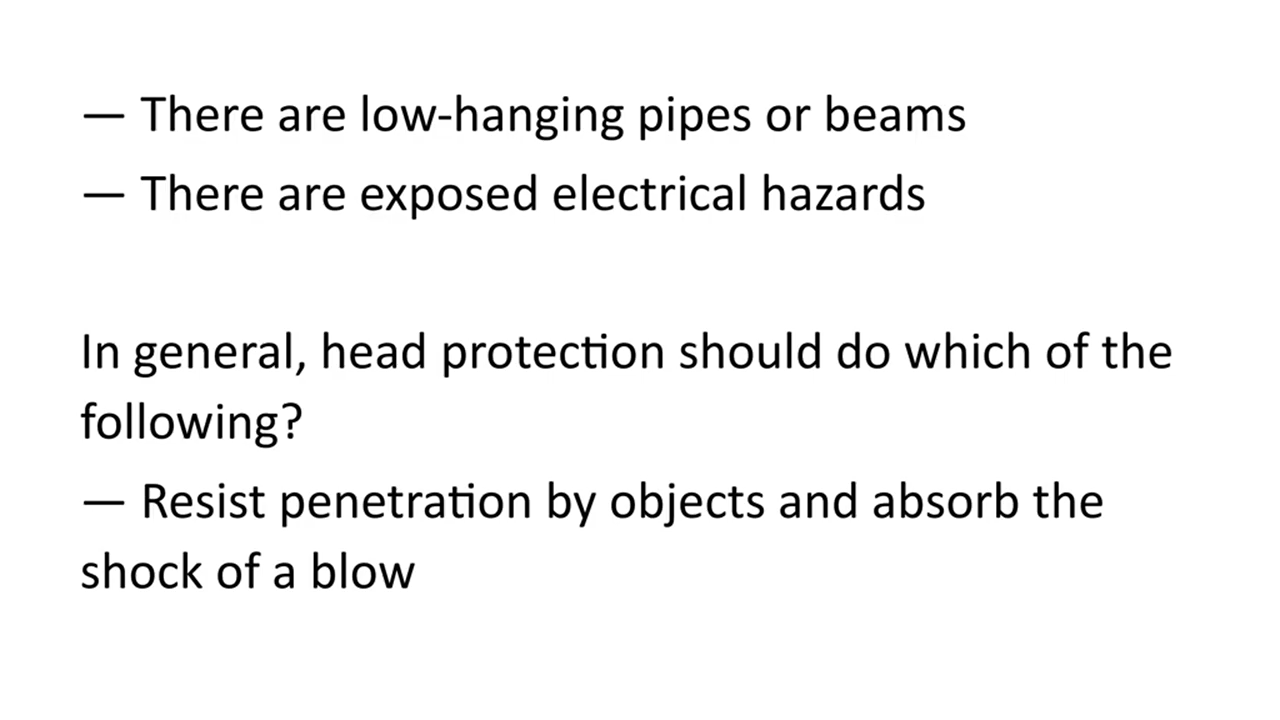 — There are low-hanging pipes or beams
— There are exposed electrical hazards
In general, head protection should do which of the
following?
— Resist penetration by objects and absorb the
shock of a blow